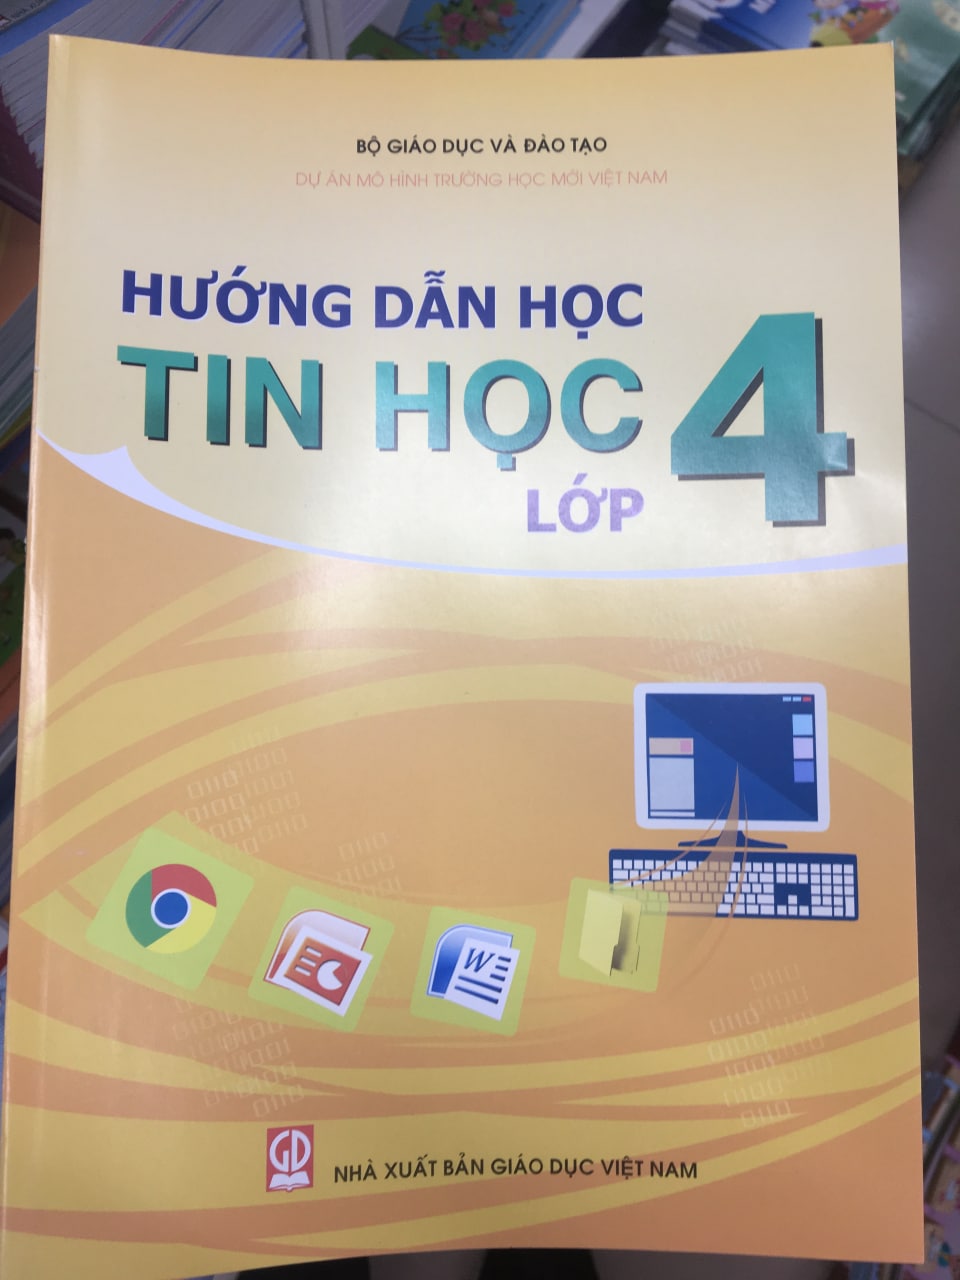 BỘ GIÁO DỤC VÀ ĐÀO TẠO
DỰ ÁN MÔ HÌNH TRƯỜNG HỌC MỚI VIỆT NAM
HƯỚNG DẪN HỌC
TIN HỌC 4
LỚP
W
GD
NHÀ XUẤT BẢN GIÁO DỤC VIỆT NAM